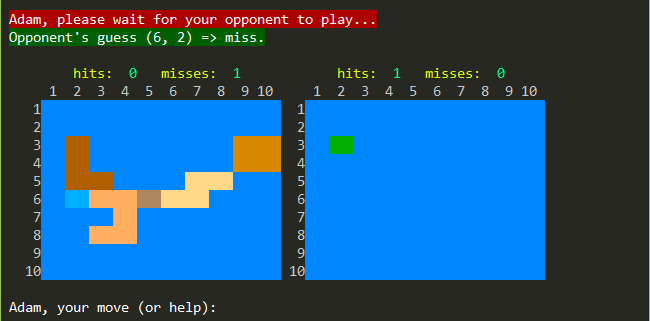 Adam, please wait for your opponent to play...
Opponent's guess (6, 2) => miss.
hits: 0 misses: 1 hits: 1 misses: 0
1 2 3 4 5 6 7 8 9 10 1 2 3 4 5 6 7 8 9 10
1 1
2 2
3 3
4 4
5 5
6 6
7 7
8 8
9 9
10 10
Adam, your move (or help):